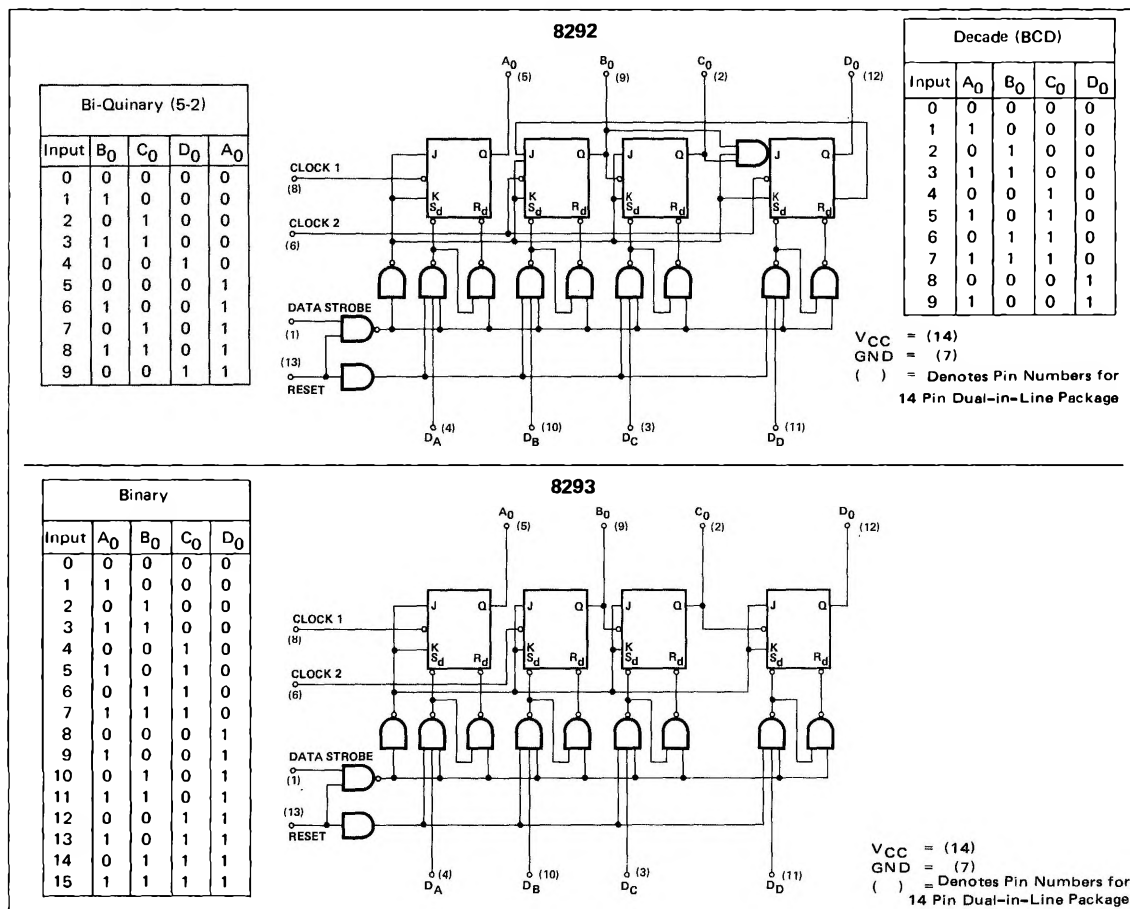 8292
Bi-Quinary (5-2)
Input B0 C0 D0 A0
0 0 0 0 0
1 1 0 0 0
2 0 1 0 0
3 1 1 0 0
4 0 0 1 0
5 0 0 0 1
6 1 0 0 1
7 0 1 0 1
8 1 1 0 1
9 0 0 1 1
A0 (5)
B0 (9)
C0 (2)
D0 (12)
CLOCK 1
(8)
CLOCK 2
(6)
J Q
K
Sd Rd
J Q
K
Sd Rd
J Q
K
Sd Rd
J Q
K
Sd Rd
DATA STROBE
(1)
(13)
RESET
DA (4)
DB (10)
DC (3)
DD (11)
Decade (BCD)
Input A0 B0 C0 D0
0 0 0 0 0
1 1 0 0 0
2 0 1 0 0
3 1 1 0 0
4 0 0 1 0
5 1 0 1 0
6 0 1 1 0
7 1 1 1 0
8 0 0 0 1
9 1 0 0 1
VCC = (14)
GND = (7)
( ) = Denotes Pin Numbers for
14 Pin Dual-in-Line Package
8293
Binary
Input A0 B0 C0 D0
0 0 0 0 0
1 1 0 0 0
2 0 1 0 0
3 1 1 0 0
4 0 0 1 0
5 1 0 1 0
6 0 1 1 0
7 1 1 1 0
8 0 0 0 1
9 1 0 0 1
10 0 1 0 1
11 1 1 0 1
12 0 0 1 1
13 1 0 1 1
14 0 1 1 1
15 1 1 1 1
A0 (5)
B0 (9)
C0 (2)
D0 (12)
CLOCK 1
(8)
CLOCK 2
(6)
J Q
K
Sd Rd
J Q
K
Sd Rd
J Q
K
Sd Rd
J Q
K
Sd Rd
DATA STROBE
(1)
(13)
RESET
DA (4)
DB (10)
DC (3)
DD (11)
VCC = (14)
GND = (7)
( ) = Denotes Pin Numbers for
14 Pin Dual-in-Line Package